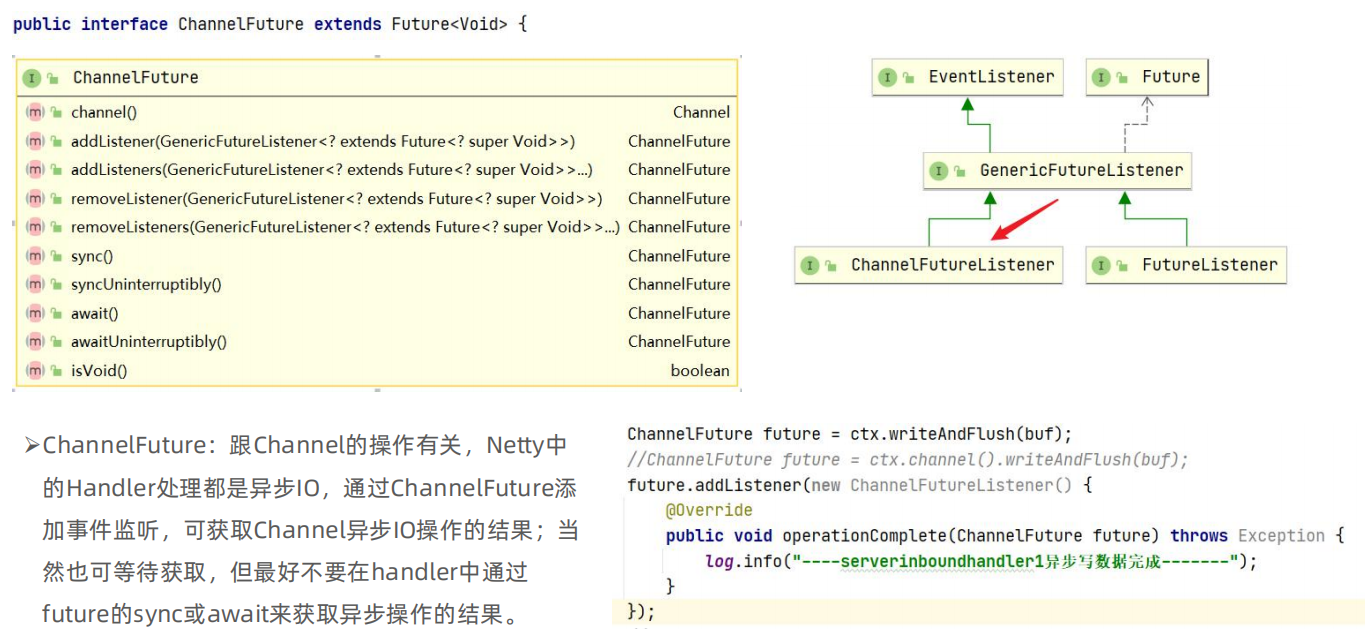 public interface ChannelFuture extends Future<Void> {
I ChannelFuture
m channel() Channel
m addListener(GenericFutureListener<? extends Future<? super Void>>) ChannelFuture
m addListeners(GenericFutureListener<? extends Future<? super Void>>...) ChannelFuture
m removeListener(GenericFutureListener<? extends Future<? super Void>>) ChannelFuture
m removeListeners(GenericFutureListener<? extends Future<? super Void>>...) ChannelFuture
m sync() ChannelFuture
m syncUninterruptibly() ChannelFuture
m await() ChannelFuture
m awaitUninterruptibly() ChannelFuture
m isVoid() boolean
I EventListener
I Future
I GenericFutureListener
I ChannelFutureListener
I FutureListener
➢ChannelFuture：跟Channel的操作有关，Netty中
的Handler处理都是异步IO，通过ChannelFuture添
加事件监听，可获取Channel异步IO操作的结果；当
然也可等待获取，但最好不要在handler中通过
future的sync或await来获取异步操作的结果。
ChannelFuture future = ctx.writeAndFlush(buf);
//ChannelFuture future = ctx.channel().writeAndFlush(buf);
future.addListener(new ChannelFutureListener() {
@Override
public void operationComplete(ChannelFuture future) throws Exception {
log.info("----serverinboundhandler1异步写数据完成-------");
}
});